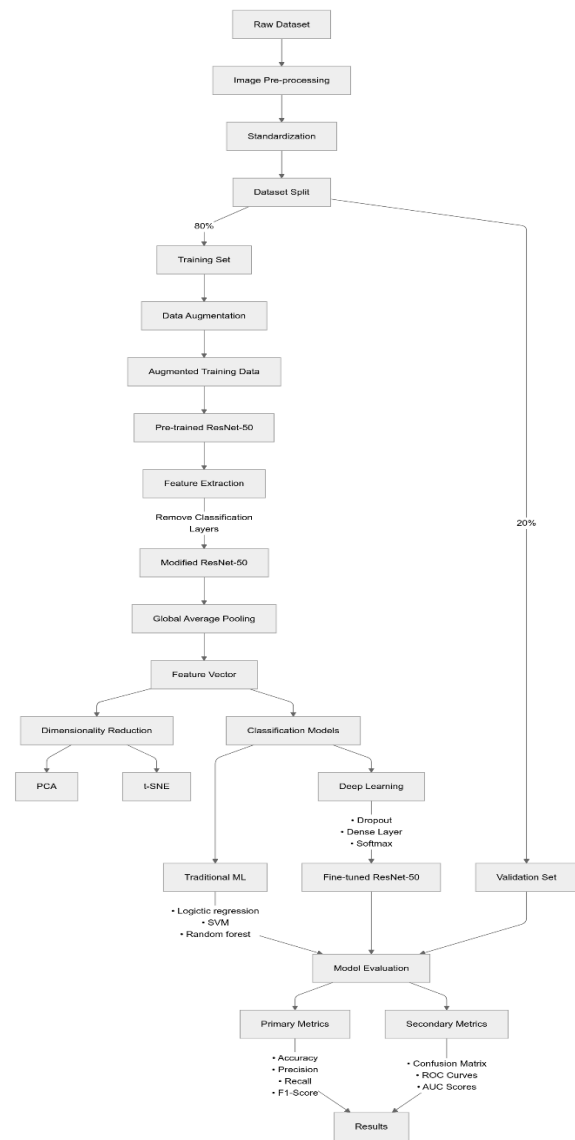 Raw Dataset
Image Pre-processing
Standardization
Dataset Split
80%
Training Set
Data Augmentation
Augmented Training Data
Pre-trained ResNet-50
Feature Extraction
Remove Classification
Layers
20%
Modified ResNet-50
Global Average Pooling
Feature Vector
Dimensionality Reduction
Classification Models
PCA
t-SNE
Deep Learning
• Dropout
• Dense Layer
• Softmax
Traditional ML
Fine-tuned ResNet-50
Validation Set
• Logictic regression
• SVM
• Random forest
Model Evaluation
Primary Metrics
Secondary Metrics
• Accuracy
• Precision
• Recall
• F1-Score
• Confusion Matrix
• ROC Curves
• AUC Scores
Results